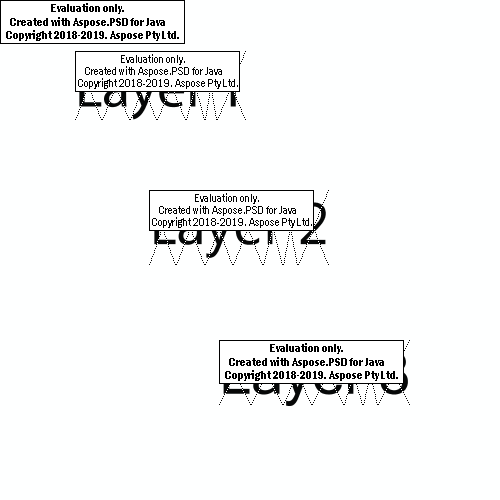 Evaluation only.
Created with Aspose.PSD for Java
Copyright 2018-2019. Aspose Pty Ltd.
Evaluation only.
Created with Aspose.PSD for Java
Copyright 2018-2019. Aspose Pty Ltd.
Layer 1
Evaluation only.
Created with Aspose.PSD for Java
Copyright 2018-2019. Aspose Pty Ltd.
Layer 2
Evaluation only.
Created with Aspose.PSD for Java
Copyright 2018-2019. Aspose Pty Ltd.
Layer 3